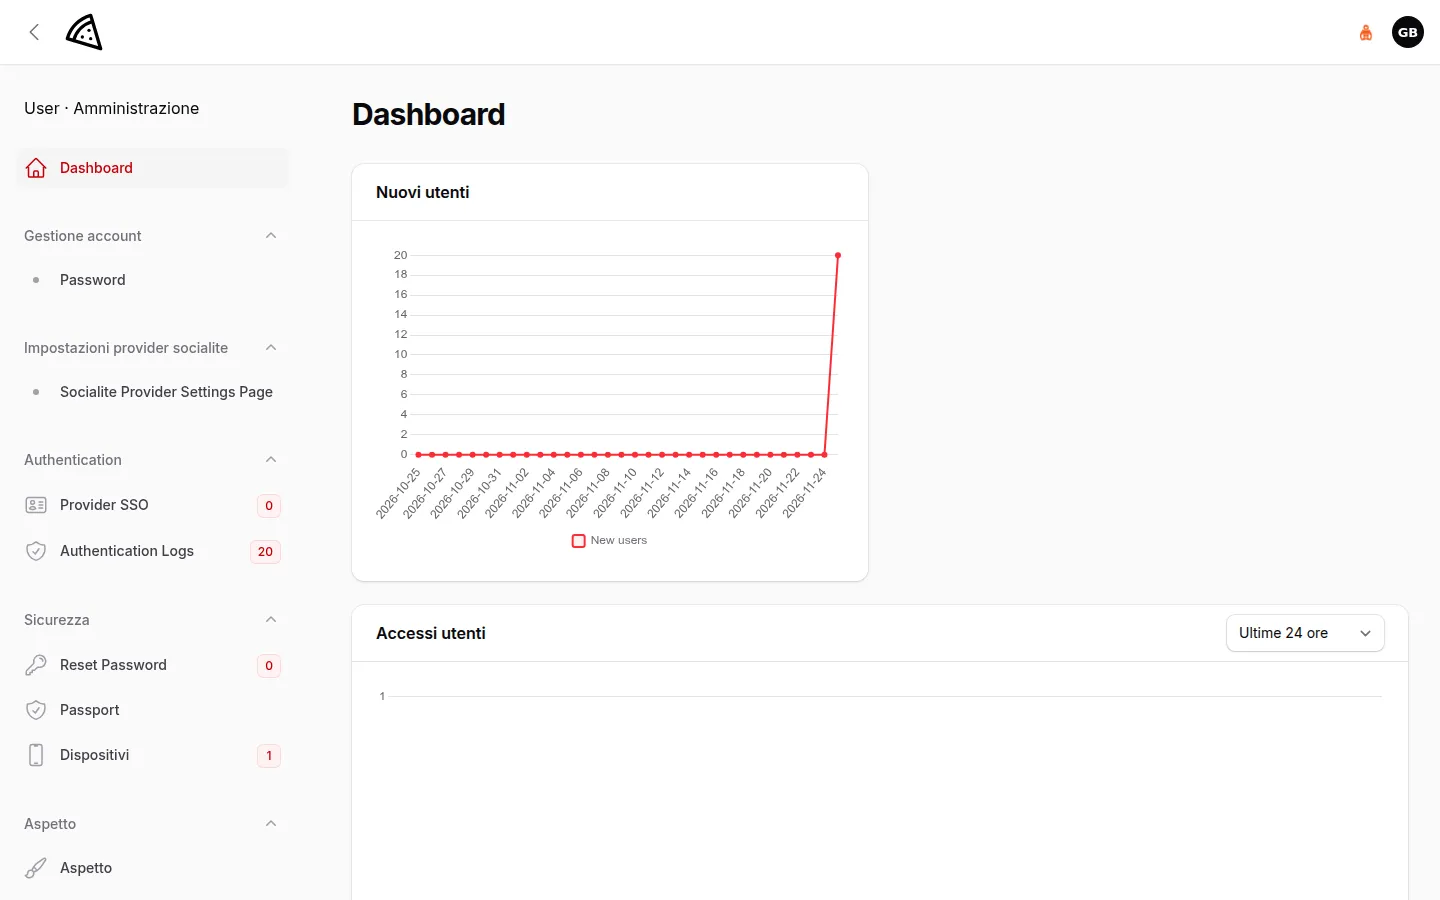 GB
User · Amministrazione
Dashboard
Gestione account
Password
Impostazioni provider socialite
Socialite Provider Settings Page
Authentication
Provider SSO 0
Authentication Logs 20
Sicurezza
Reset Password 0
Passport
Dispositivi 1
Aspetto
Aspetto
Dashboard
Nuovi utenti
20
18
16
14
12
10
8
6
4
2
0
2026-10-25
2026-10-27
2026-10-29
2026-10-31
2026-11-02
2026-11-04
2026-11-06
2026-11-08
2026-11-10
2026-11-12
2026-11-14
2026-11-16
2026-11-18
2026-11-20
2026-11-22
2026-11-24
New users
Accessi utenti
Ultime 24 ore
1